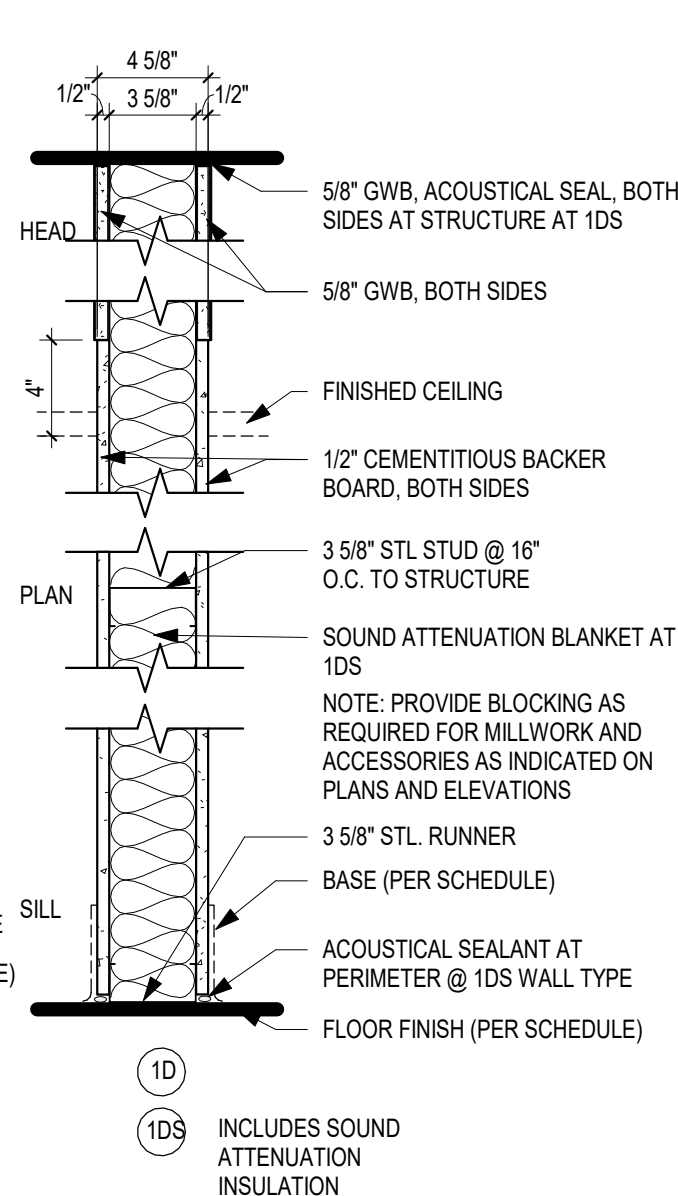 4 5/8"
1/2" 3 5/8" 1/2"
HEAD
5/8" GWB, ACOUSTICAL SEAL, BOTH
SIDES AT STRUCTURE AT 1DS
5/8" GWB, BOTH SIDES
4"
FINISHED CEILING
1/2" CEMENTITIOUS BACKER
BOARD, BOTH SIDES
PLAN
3 5/8" STL STUD @ 16"
O.C. TO STRUCTURE
SOUND ATTENUATION BLANKET AT
1DS
NOTE: PROVIDE BLOCKING AS
REQUIRED FOR MILLWORK AND
ACCESSORIES AS INDICATED ON
PLANS AND ELEVATIONS
3 5/8" STL. RUNNER
BASE (PER SCHEDULE)
SILL
E)
ACOUSTICAL SEALANT AT
PERIMETER @ 1DS WALL TYPE
FLOOR FINISH (PER SCHEDULE)
1D
1DS
INCLUDES SOUND
ATTENUATION
INSULATION